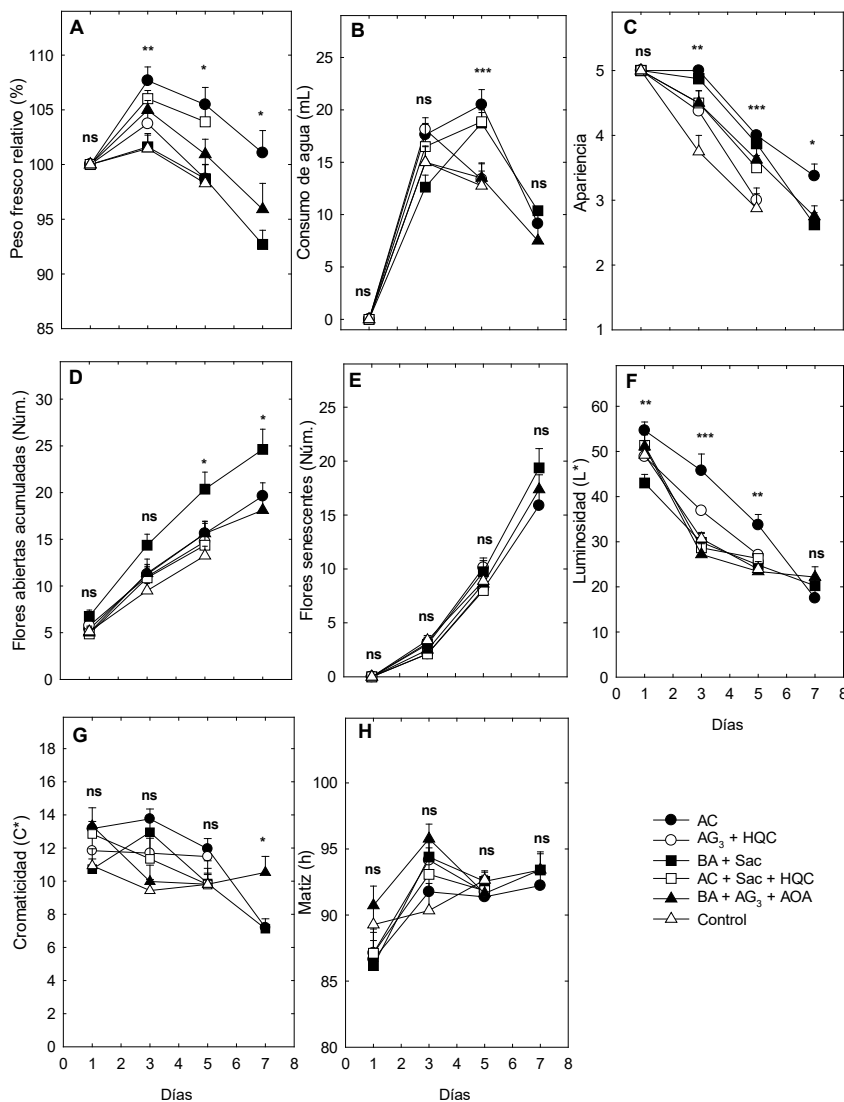 A
Peso fresco relativo (%)
110
105
100
95
90
85
ns
**
*
*
B
Consumo de agua (mL)
25
20
15
10
5
0
ns
ns
***
ns
C
Apariencia
5
4
3
2
1
ns
**
***
*
D
Flores abiertas acumuladas (Núm.)
30
25
20
15
10
5
0
ns
ns
*
*
E
Flores senescentes (Núm.)
25
20
15
10
5
0
ns
ns
ns
ns
F
Luminosidad (L*)
60
50
40
30
20
10
0
**
***
**
ns
0 1 2 3 4 5 6 7 8
Días
G
Cromaticidad (C*)
18
16
14
12
10
8
6
4
2
0
ns
ns
ns
*
0 1 2 3 4 5 6 7 8
Días
H
Matiz (h)
100
95
90
85
80
ns
ns
ns
ns
0 1 2 3 4 5 6 7 8
Días
AC
AG₃ + HQC
BA + Sac
AC + Sac + HQC
BA + AG₃ + AOA
Control